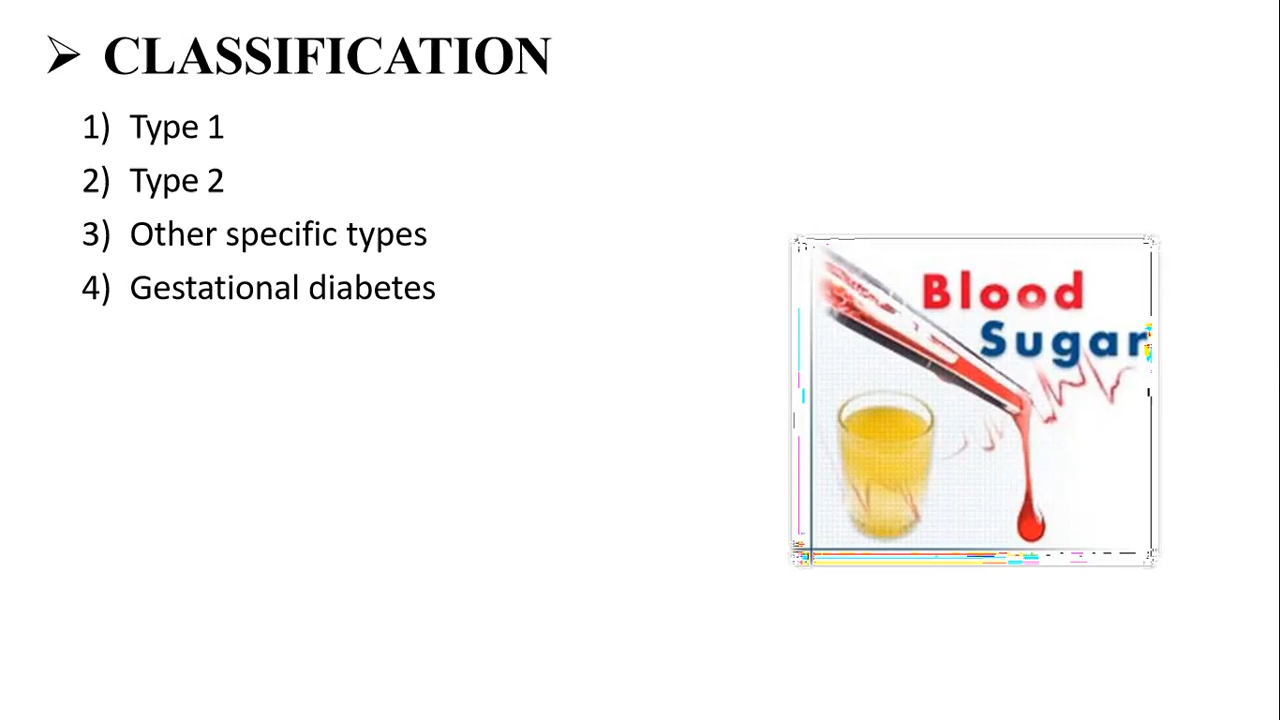 ➢ CLASSIFICATION
1) Type 1
2) Type 2
3) Other specific types
4) Gestational diabetes
Blood
Sugar